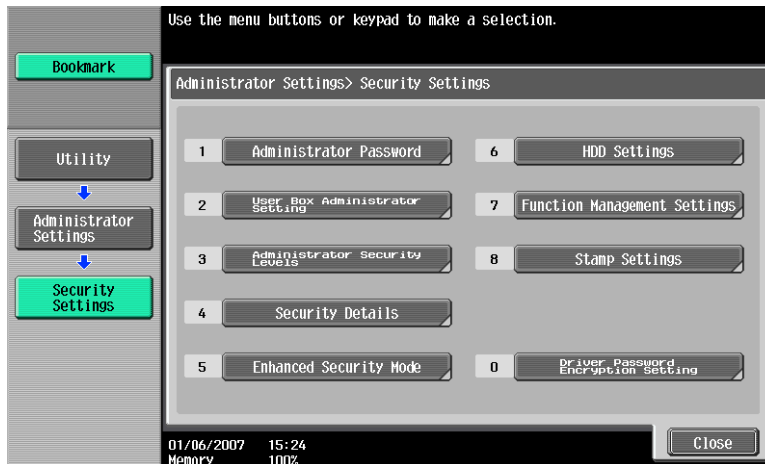 Use the menu buttons or keypad to make a selection.
Bookmark
Administrator Settings> Security Settings
Utility
Administrator
Settings
Security
Settings
1 Administrator Password
2 User Box Administrator
Setting
3 Administrator Security
Levels
4 Security Details
5 Enhanced Security Mode
6 HDD Settings
7 Function Management Settings
8 Stamp Settings
0 Driver Password
Encryption Setting
01/06/2007 15:24
Memory 100%
Close